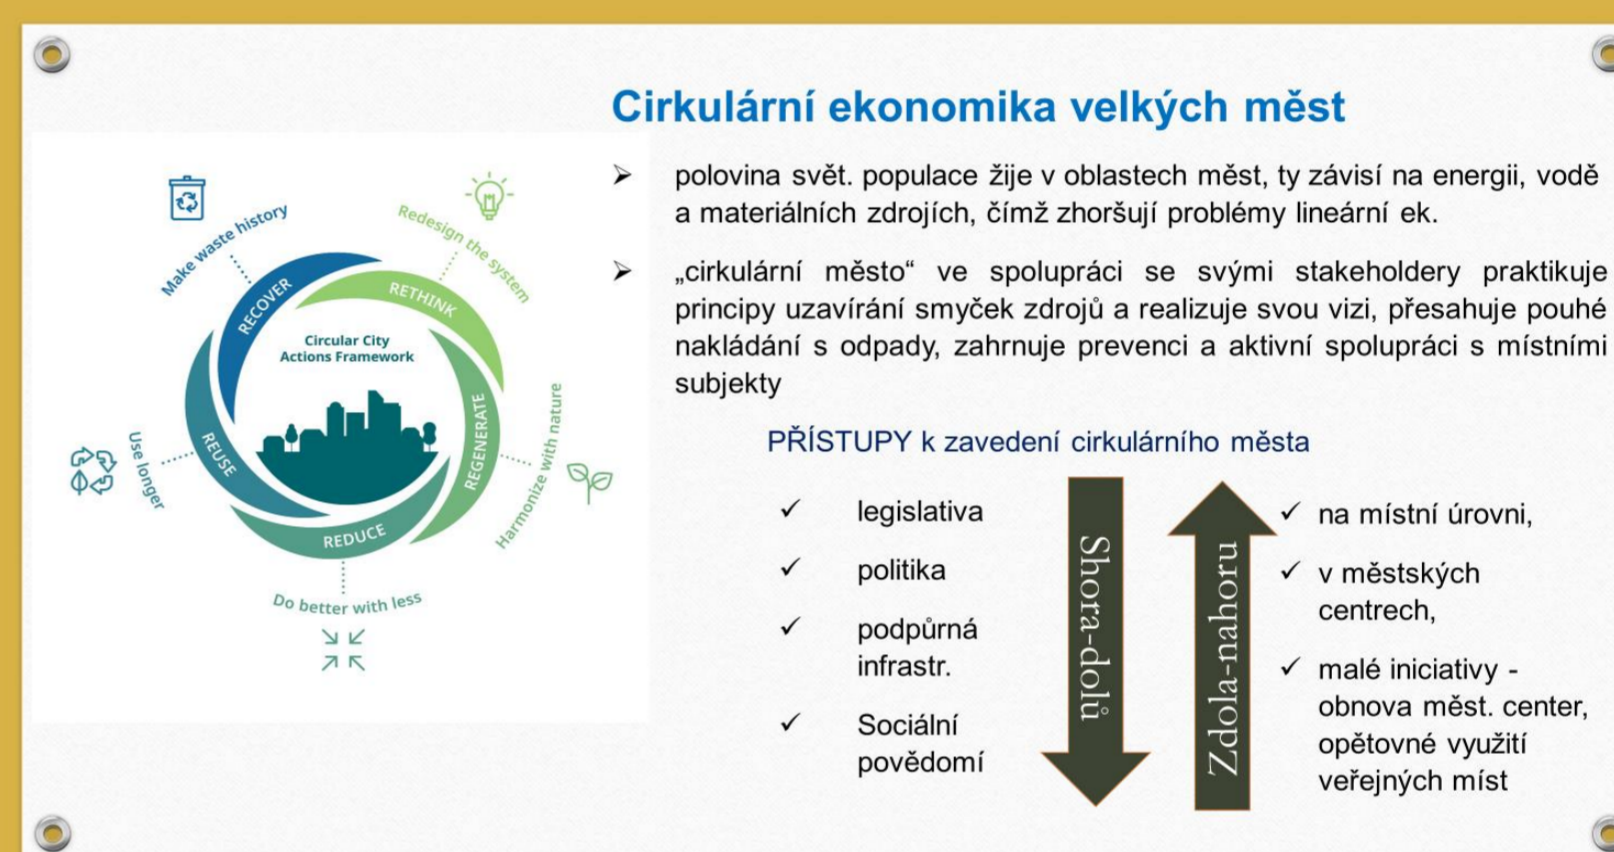 Cirkulární ekonomika velkých měst
polovina svět. populace žije v oblastech měst, ty závisí na energii, vodě
a materiálních zdrojích, čímž zhoršují problémy lineární ek.
„cirkulární město“ ve spolupráci se svými stakeholdery praktikuje
principy uzavírání smyček zdrojů a realizuje svou vizi, přesahuje pouhé
nakládání s odpady, zahrnuje prevenci a aktivní spolupráci s místními
subjekty
PŘÍSTUPY k zavedení cirkulárního města
legislativa
politika
podpůrná
infrastr.
Sociální
povědomí
Shora-dolů
Zdola-nahoru
na místní úrovni,
v městských
centrech,
malé iniciativy -
obnova měst. center,
opětovné využití
veřejných míst
Make waste history
Redesign the system
RECOVER
RETHINK
Circular City
Actions Framework
REUSE
REGENERATE
REDUCE
Use longer
Harmonize with nature
Do better with less